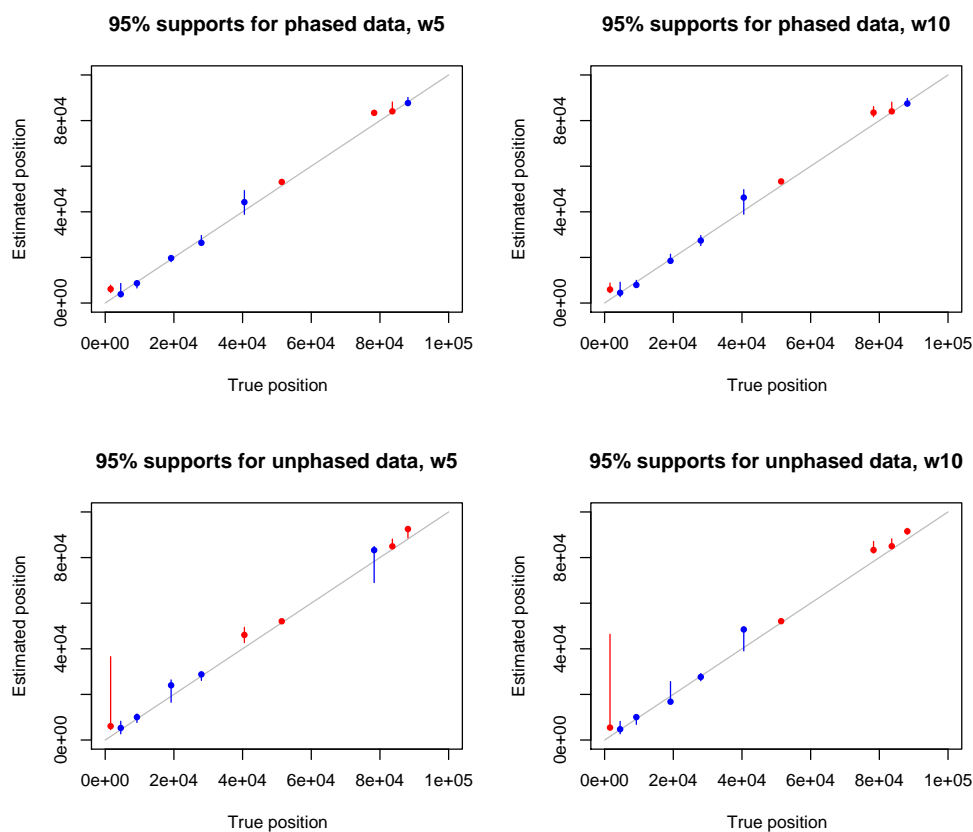 95% supports for phased data, w5
Estimated position
8e+04
4e+04
0e+00
0e+00 2e+04 4e+04 6e+04 8e+04 1e+05
True position
95% supports for phased data, w10
Estimated position
8e+04
4e+04
0e+00
0e+00 2e+04 4e+04 6e+04 8e+04 1e+05
True position
95% supports for unphased data, w5
Estimated position
8e+04
4e+04
0e+00
0e+00 2e+04 4e+04 6e+04 8e+04 1e+05
True position
95% supports for unphased data, w10
Estimated position
8e+04
4e+04
0e+00
0e+00 2e+04 4e+04 6e+04 8e+04 1e+05
True position